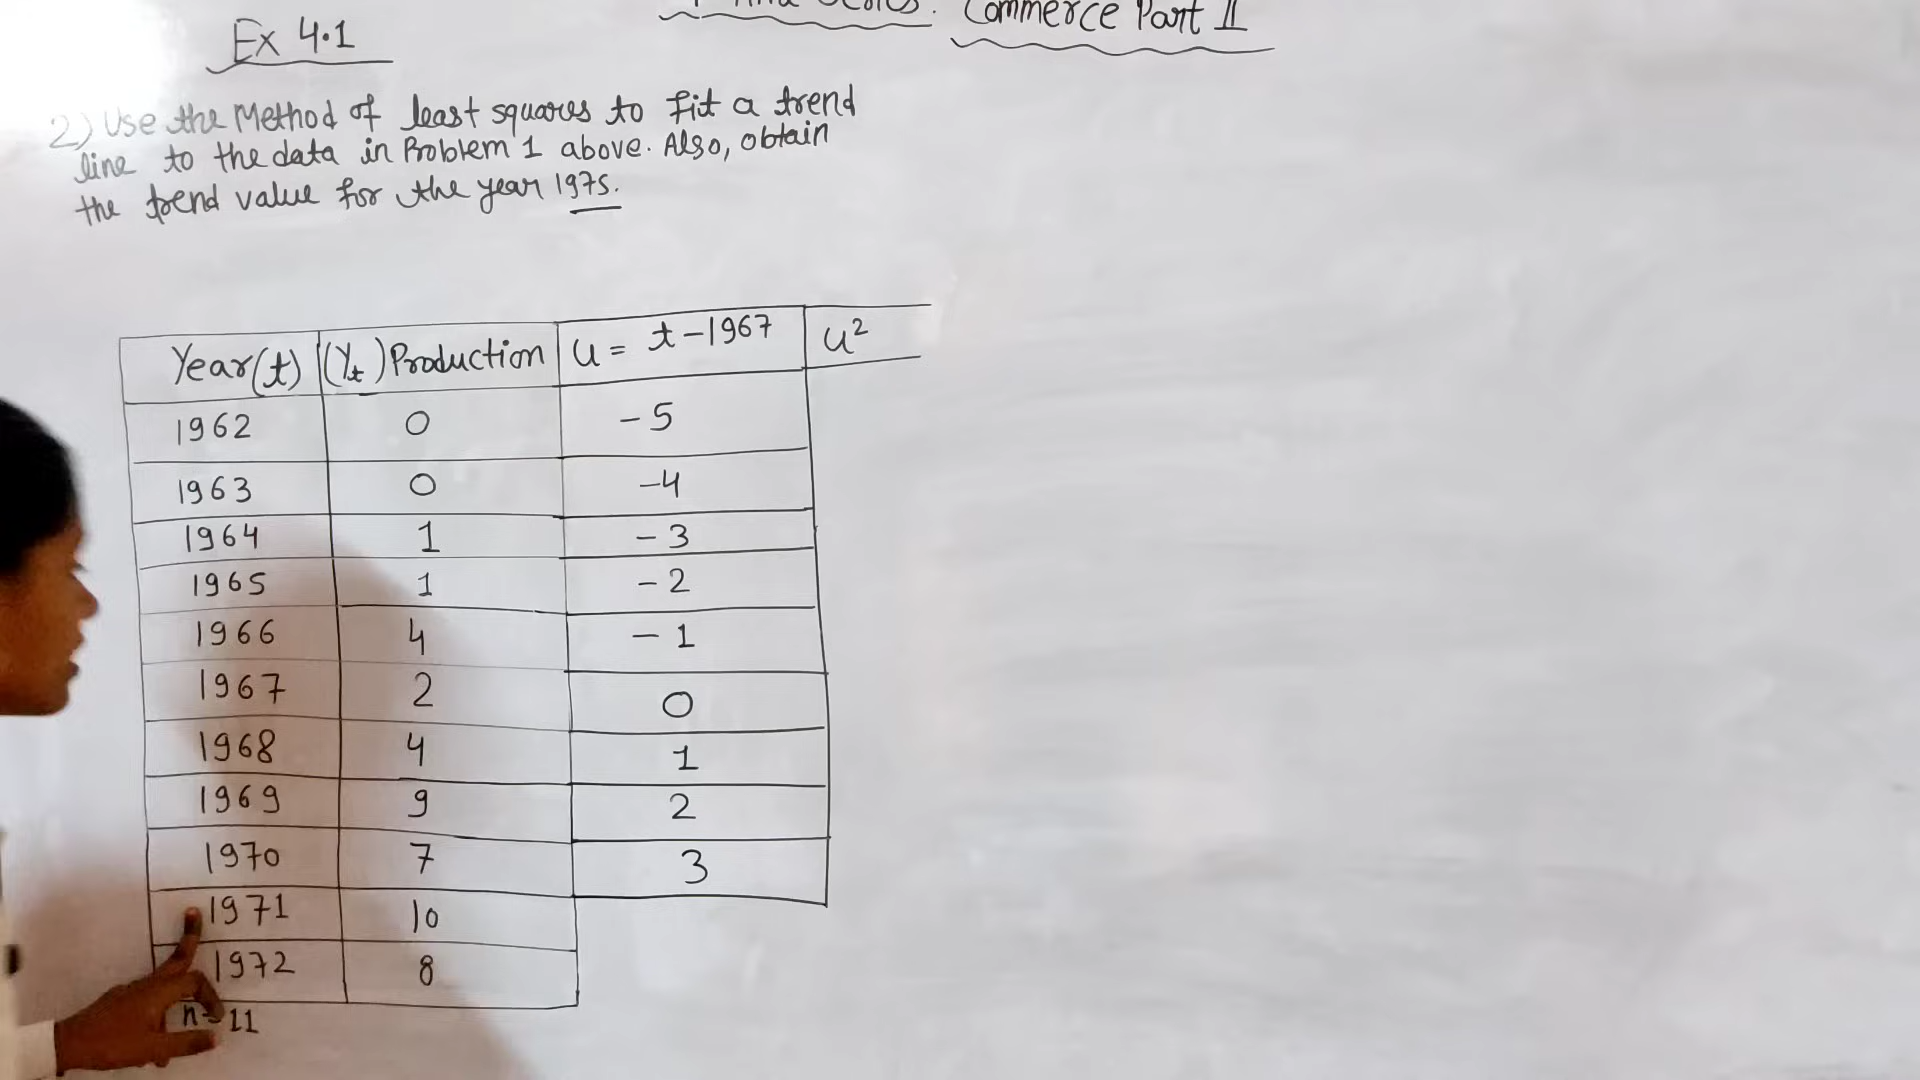 Commerce Part II
Ex 4.1
2) Use the Method of least squares to fit a trend
line to the data in Problem 1 above. Also, obtain
the trend value for the year 1975.
Year(t) (Yt) Production u = t-1967 u²
1962 0 -5
1963 0 -4
1964 1 -3
1965 1 -2
1966 4 -1
1967 2 0
1968 4 1
1969 9 2
1970 7 3
1971 10
1972 8
n=11